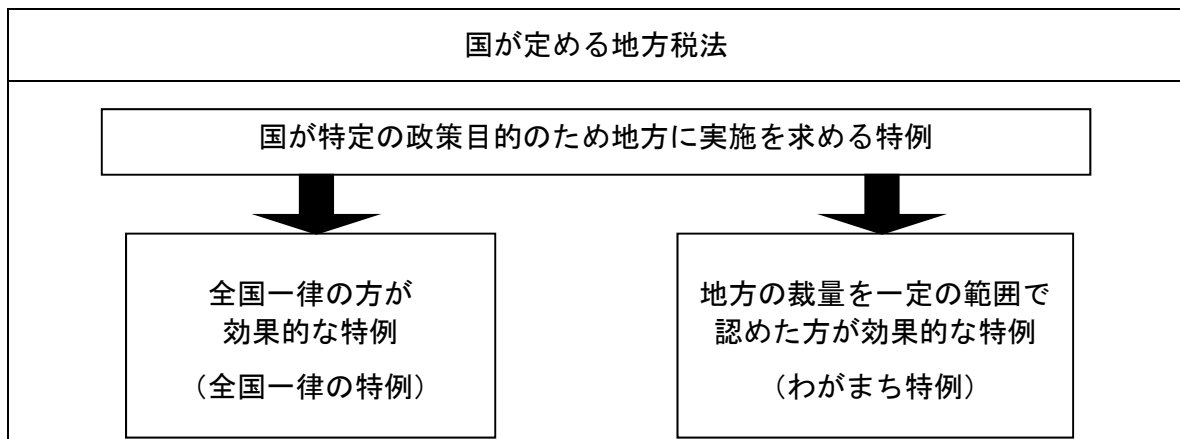 国が定める地方税法
国が特定の政策目的のため地方に実施を求める特例
全国一律の方が
効果的な特例
（全国一律の特例）
地方の裁量を一定の範囲で
認めた方が効果的な特例
（わがまち特例）